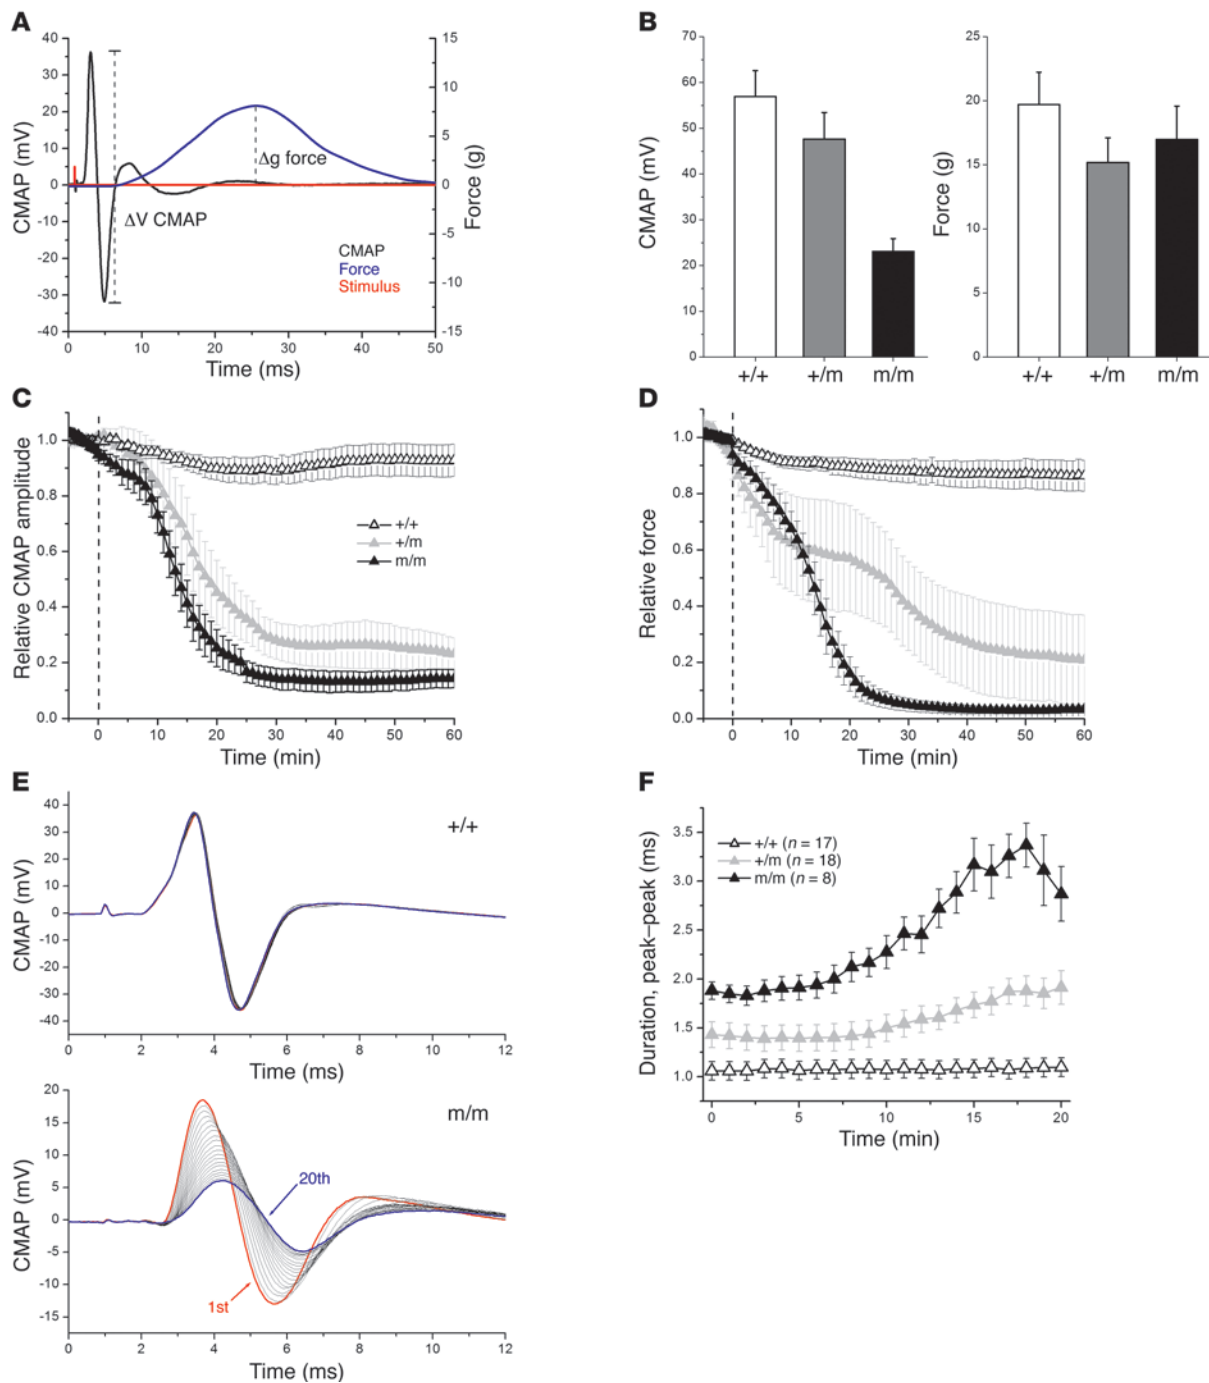 A
40
30
20
10
0
-10
-20
-30
-40
CMAP (mV)
15
10
5
0
-5
-10
-15
Force (g)
Δg force
ΔV CMAP
CMAP
Force
Stimulus
0 10 20 30 40 50
Time (ms)
B
70
60
50
40
30
20
10
0
CMAP (mV)
+/+ +/m m/m
25
20
15
10
5
0
Force (g)
+/+ +/m m/m
C
1.0
0.8
0.6
0.4
0.2
0.0
Relative CMAP amplitude
+/+
+/m
m/m
0 10 20 30 40 50 60
Time (min)
D
1.0
0.8
0.6
0.4
0.2
0.0
Relative force
0 10 20 30 40 50 60
Time (min)
E
40
30
20
10
0
-10
-20
-30
-40
CMAP (mV)
+/+
0 2 4 6 8 10 12
Time (ms)
20
15
10
5
0
-5
-10
-15
CMAP (mV)
m/m
20th
1st
0 2 4 6 8 10 12
Time (ms)
F
3.5
3.0
2.5
2.0
1.5
1.0
Duration, peak–peak (ms)
+/+ (n = 17)
+/m (n = 18)
m/m (n = 8)
0 5 10 15 20
Time (min)